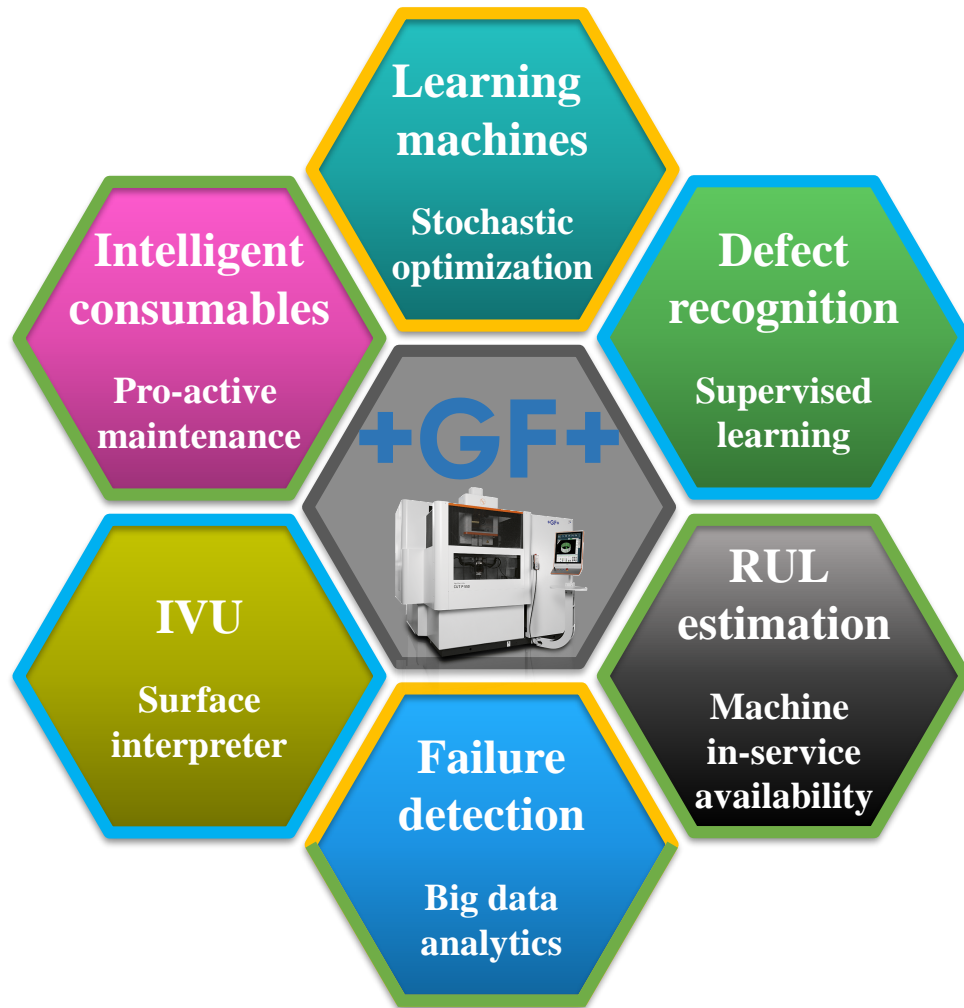 Learning
machines
Stochastic
optimization
Intelligent
consumables
Pro-active
maintenance
Defect
recognition
Supervised
learning
+GF+
+GF+
IVU
Surface
interpreter
RUL
estimation
Machine
in-service
availability
Failure
detection
Big data
analytics